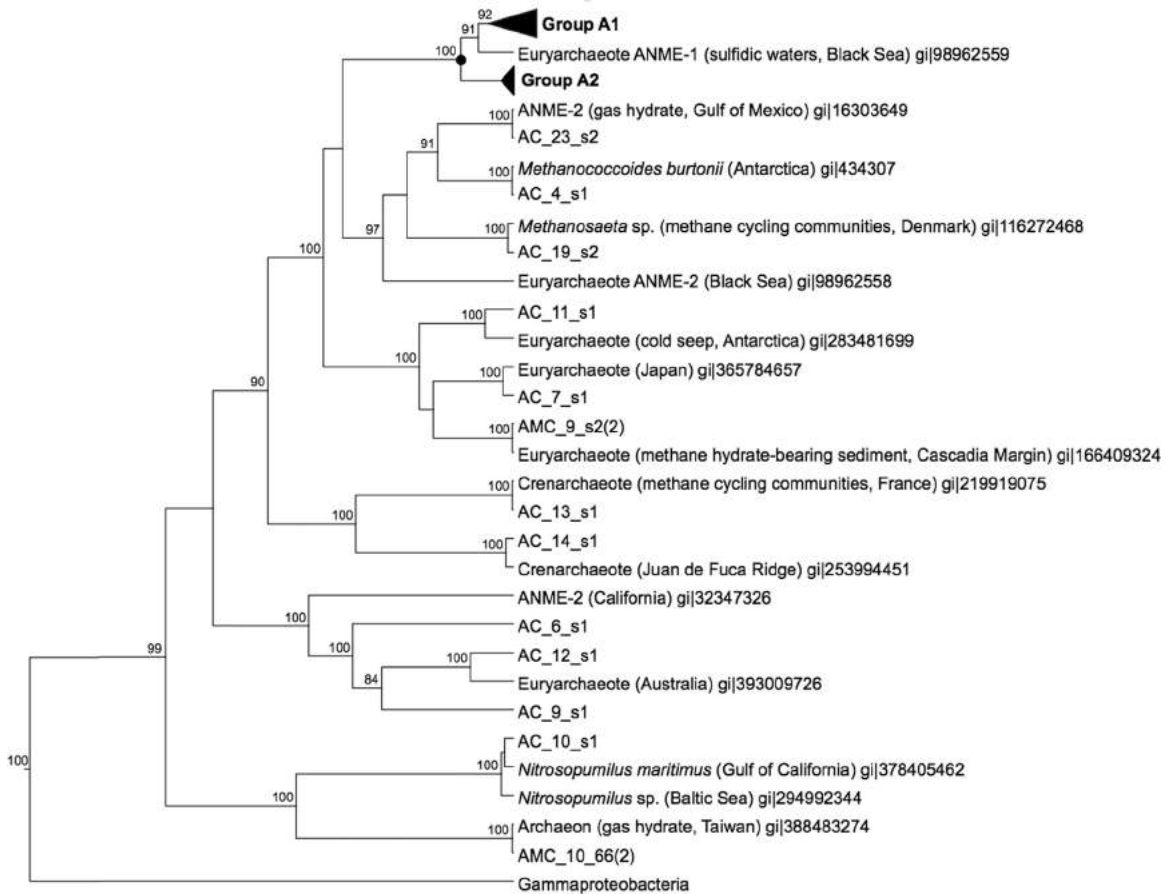 92
Group A1
91
100
Euryarchaeote ANME-1 (sulfidic waters, Black Sea) gi|98962559
Group A2
100
ANME-2 (gas hydrate, Gulf of Mexico) gi|16303649
AC_23_s2
91
100
Methanococcoides burtonii (Antarctica) gi|434307
AC_4_s1
97
100
Methanosaeta sp. (methane cycling communities, Denmark) gi|116272468
100
AC_19_s2
Euryarchaeote ANME-2 (Black Sea) gi|98962558
100
AC_11_s1
Euryarchaeote (cold seep, Antarctica) gi|283481699
100
100
Euryarchaeote (Japan) gi|365784657
90
AC_7_s1
100
AMC_9_s2(2)
Euryarchaeote (methane hydrate-bearing sediment, Cascadia Margin) gi|166409324
100
Crenarchaeote (methane cycling communities, France) gi|219919075
AC_13_s1
100
100
AC_14_s1
Crenarchaeote (Juan de Fuca Ridge) gi|253994451
ANME-2 (California) gi|32347326
100
AC_6_s1
99
100
100
AC_12_s1
84
Euryarchaeote (Australia) gi|393009726
AC_9_s1
AC_10_s1
100
100
Nitrosopumilus maritimus (Gulf of California) gi|378405462
100
Nitrosopumilus sp. (Baltic Sea) gi|294992344
100
Archaeon (gas hydrate, Taiwan) gi|388483274
AMC_10_66(2)
Gammaproteobacteria